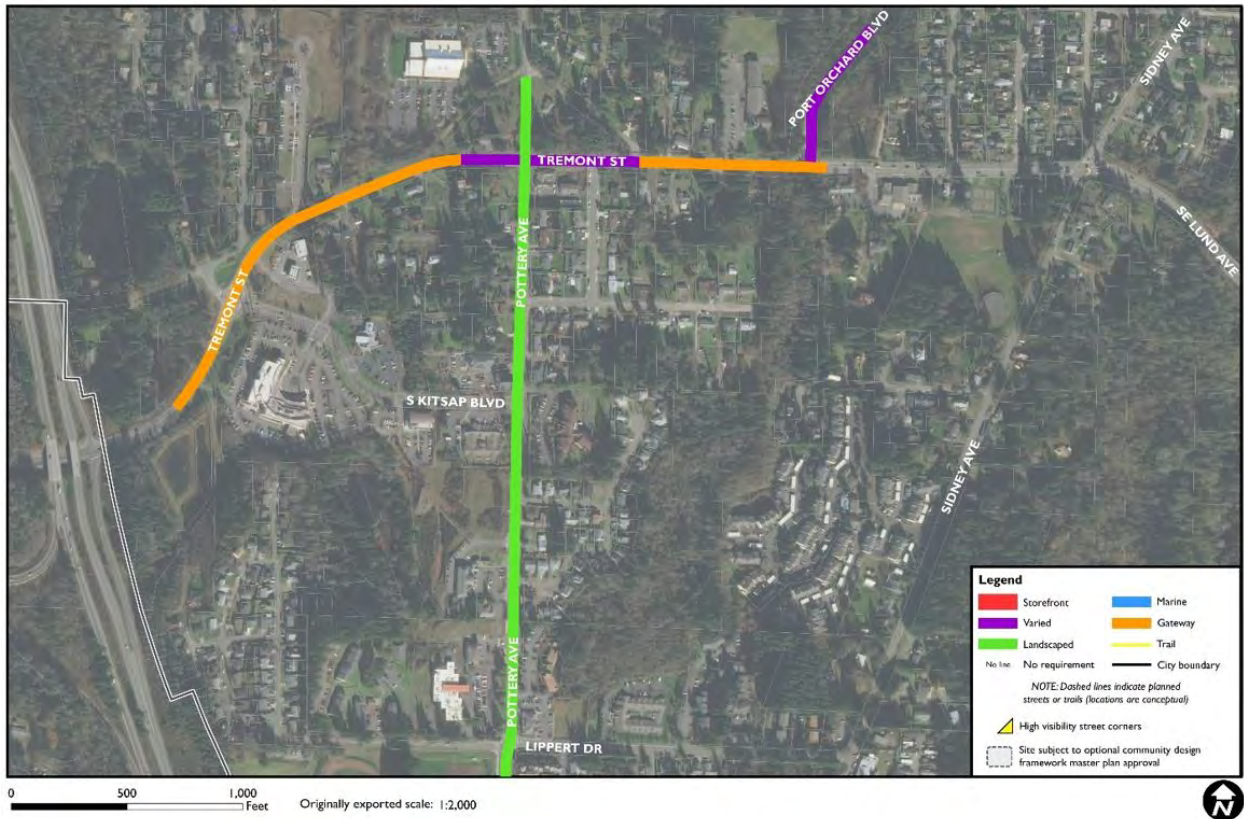 PORT ORCHARD BLVD
SIDNEY AVE
TREMONT ST
SE LUND AVE
POTTERY AVE
TREMONT ST
S KITSAP BLVD
SIDNEY AVE
POTTERY AVE
LIPPERT DR
Legend
Storefront
Marine
Varied
Gateway
Landscaped
Trail
No line No requirement
City boundary
NOTE: Dashed lines indicate planned
streets or trails (locations are conceptual)
High visibility street corners
Site subject to optional community design
framework master plan approval
0 500 1,000
Feet
Originally exported scale: 1:2,000
N